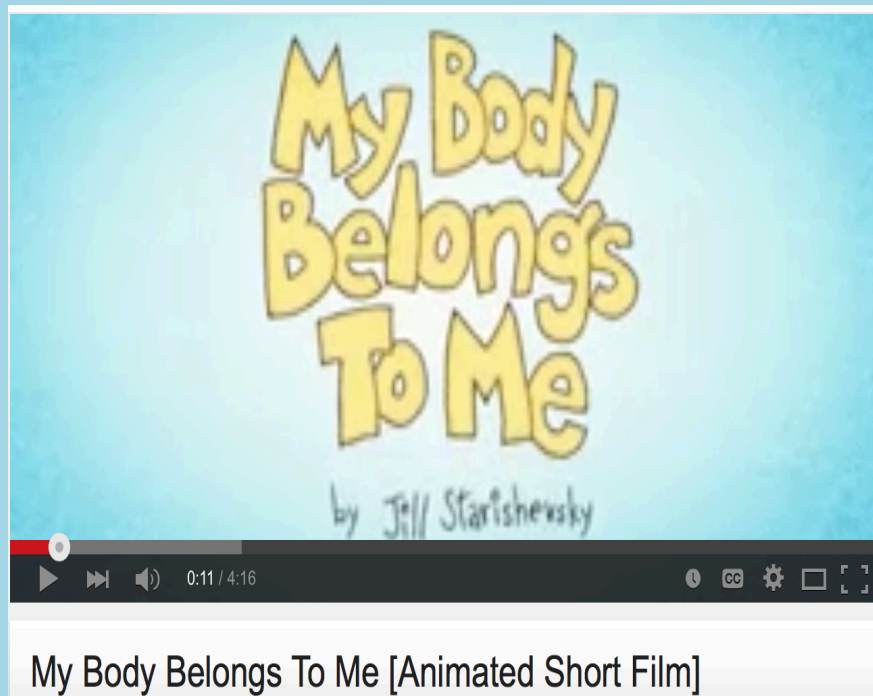 My Body
Belongs
To Me
by Jill Starishevsky
0:11 / 4:16
CC
My Body Belongs To Me [Animated Short Film]